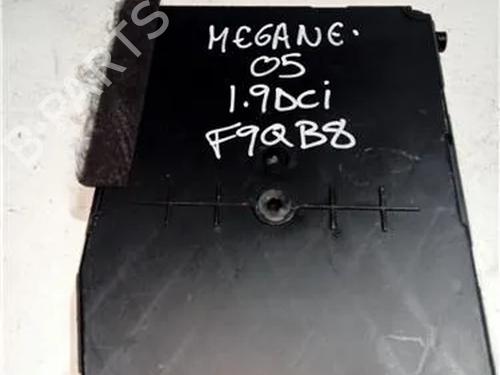 B-PARTS
MEGANE.
05
1.9DCi
F9QB8